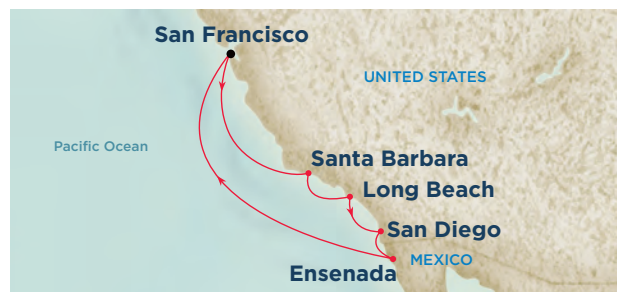 San Francisco
UNITED STATES
Pacific Ocean
Santa Barbara
Long Beach
San Diego
MEXICO
Ensenada